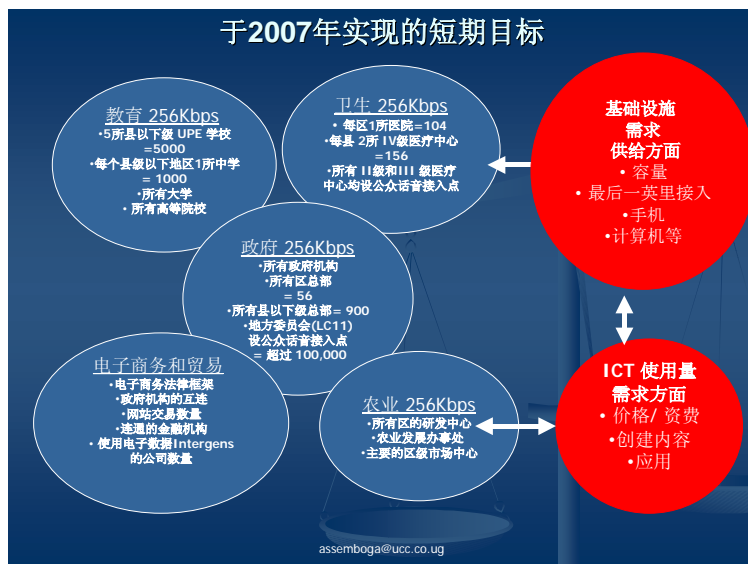 于2007年实现的短期目标
教育 256Kbps
•5所县以下级 UPE 学校
=5000
•每个县级以下地区1所中学
= 1000
•所有大学
• 所有高等院校
卫生 256Kbps
• 每区1所医院=104
•每县 2所 IV级医疗中心
=156
•所有 II级和III 级医疗
中心均设公众话音接入点
基础设施
需求
供给方面
• 容量
• 最后一英里接入
•手机
•计算机等
政府 256Kbps
•所有政府机构
•所有区总部
= 56
•所有县以下级总部= 900
•地方委员会(LC11)
设公众话音接入点
= 超过 100,000
电子商务和贸易
•电子商务法律框架
•政府机构的互连
•网站交易数量
•连通的金融机构
• 使用电子数据Intergens
的公司数量
农业 256Kbps
•所有区的研发中心
•农业发展办事处
•主要的区级市场中心
ICT 使用量
需求方面
• 价格/ 资费
•创建内容
•应用
assemboga@ucc.co.ug